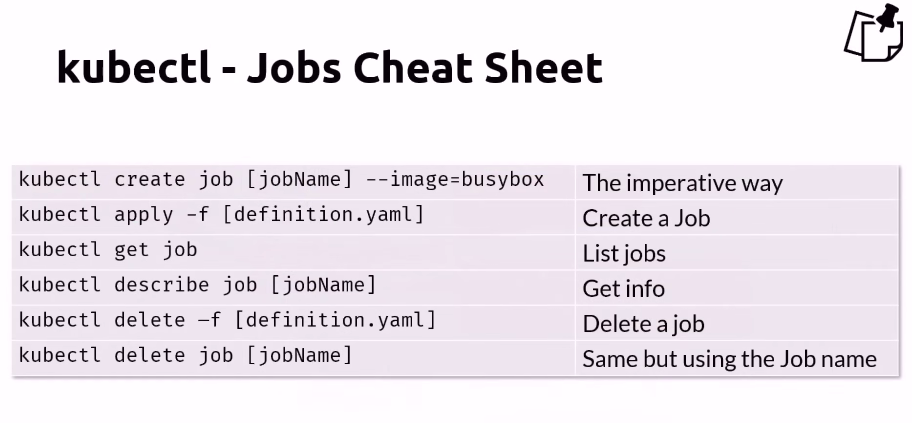 kubectl - Jobs Cheat Sheet
kubectl create job [jobName] --image=busybox The imperative way
kubectl apply -f [definition.yaml] Create a Job
kubectl get job List jobs
kubectl describe job [jobName] Get info
kubectl delete –f [definition.yaml] Delete a job
kubectl delete job [jobName] Same but using the Job name